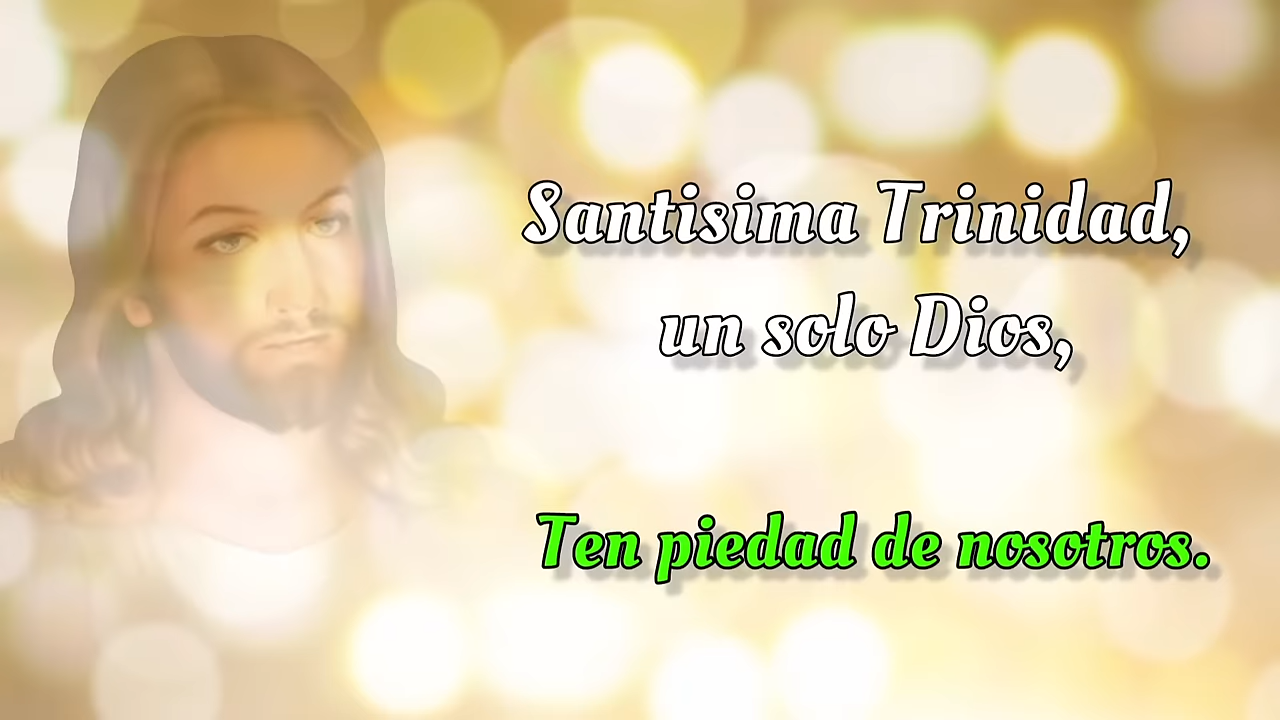 Santisima Trinidad,
un solo Dios,
Ten piedad de nosotros.